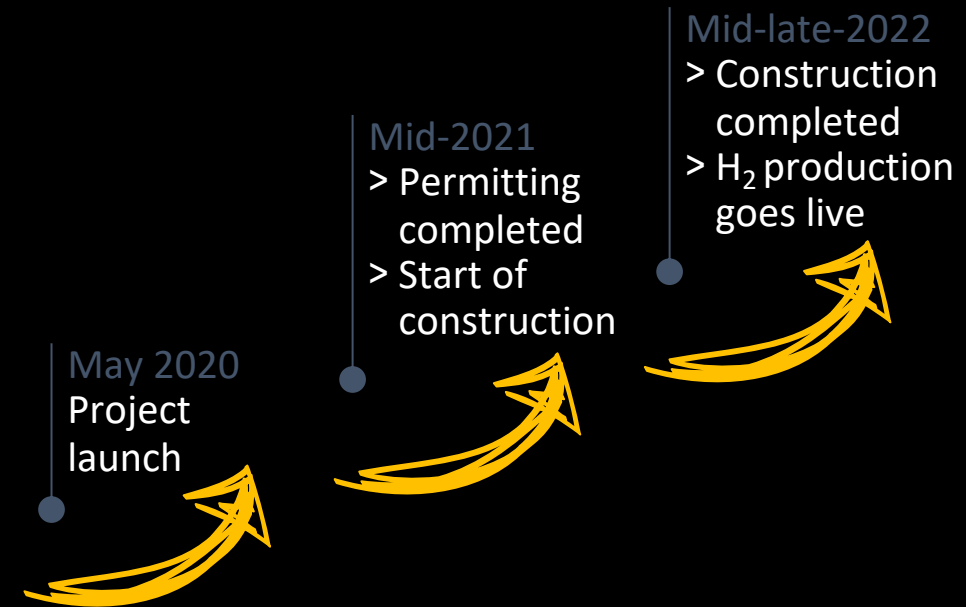 May 2020
Project
launch
Mid-2021
> Permitting
completed
> Start of
construction
Mid-late-2022
> Construction
completed
> H₂ production
goes live